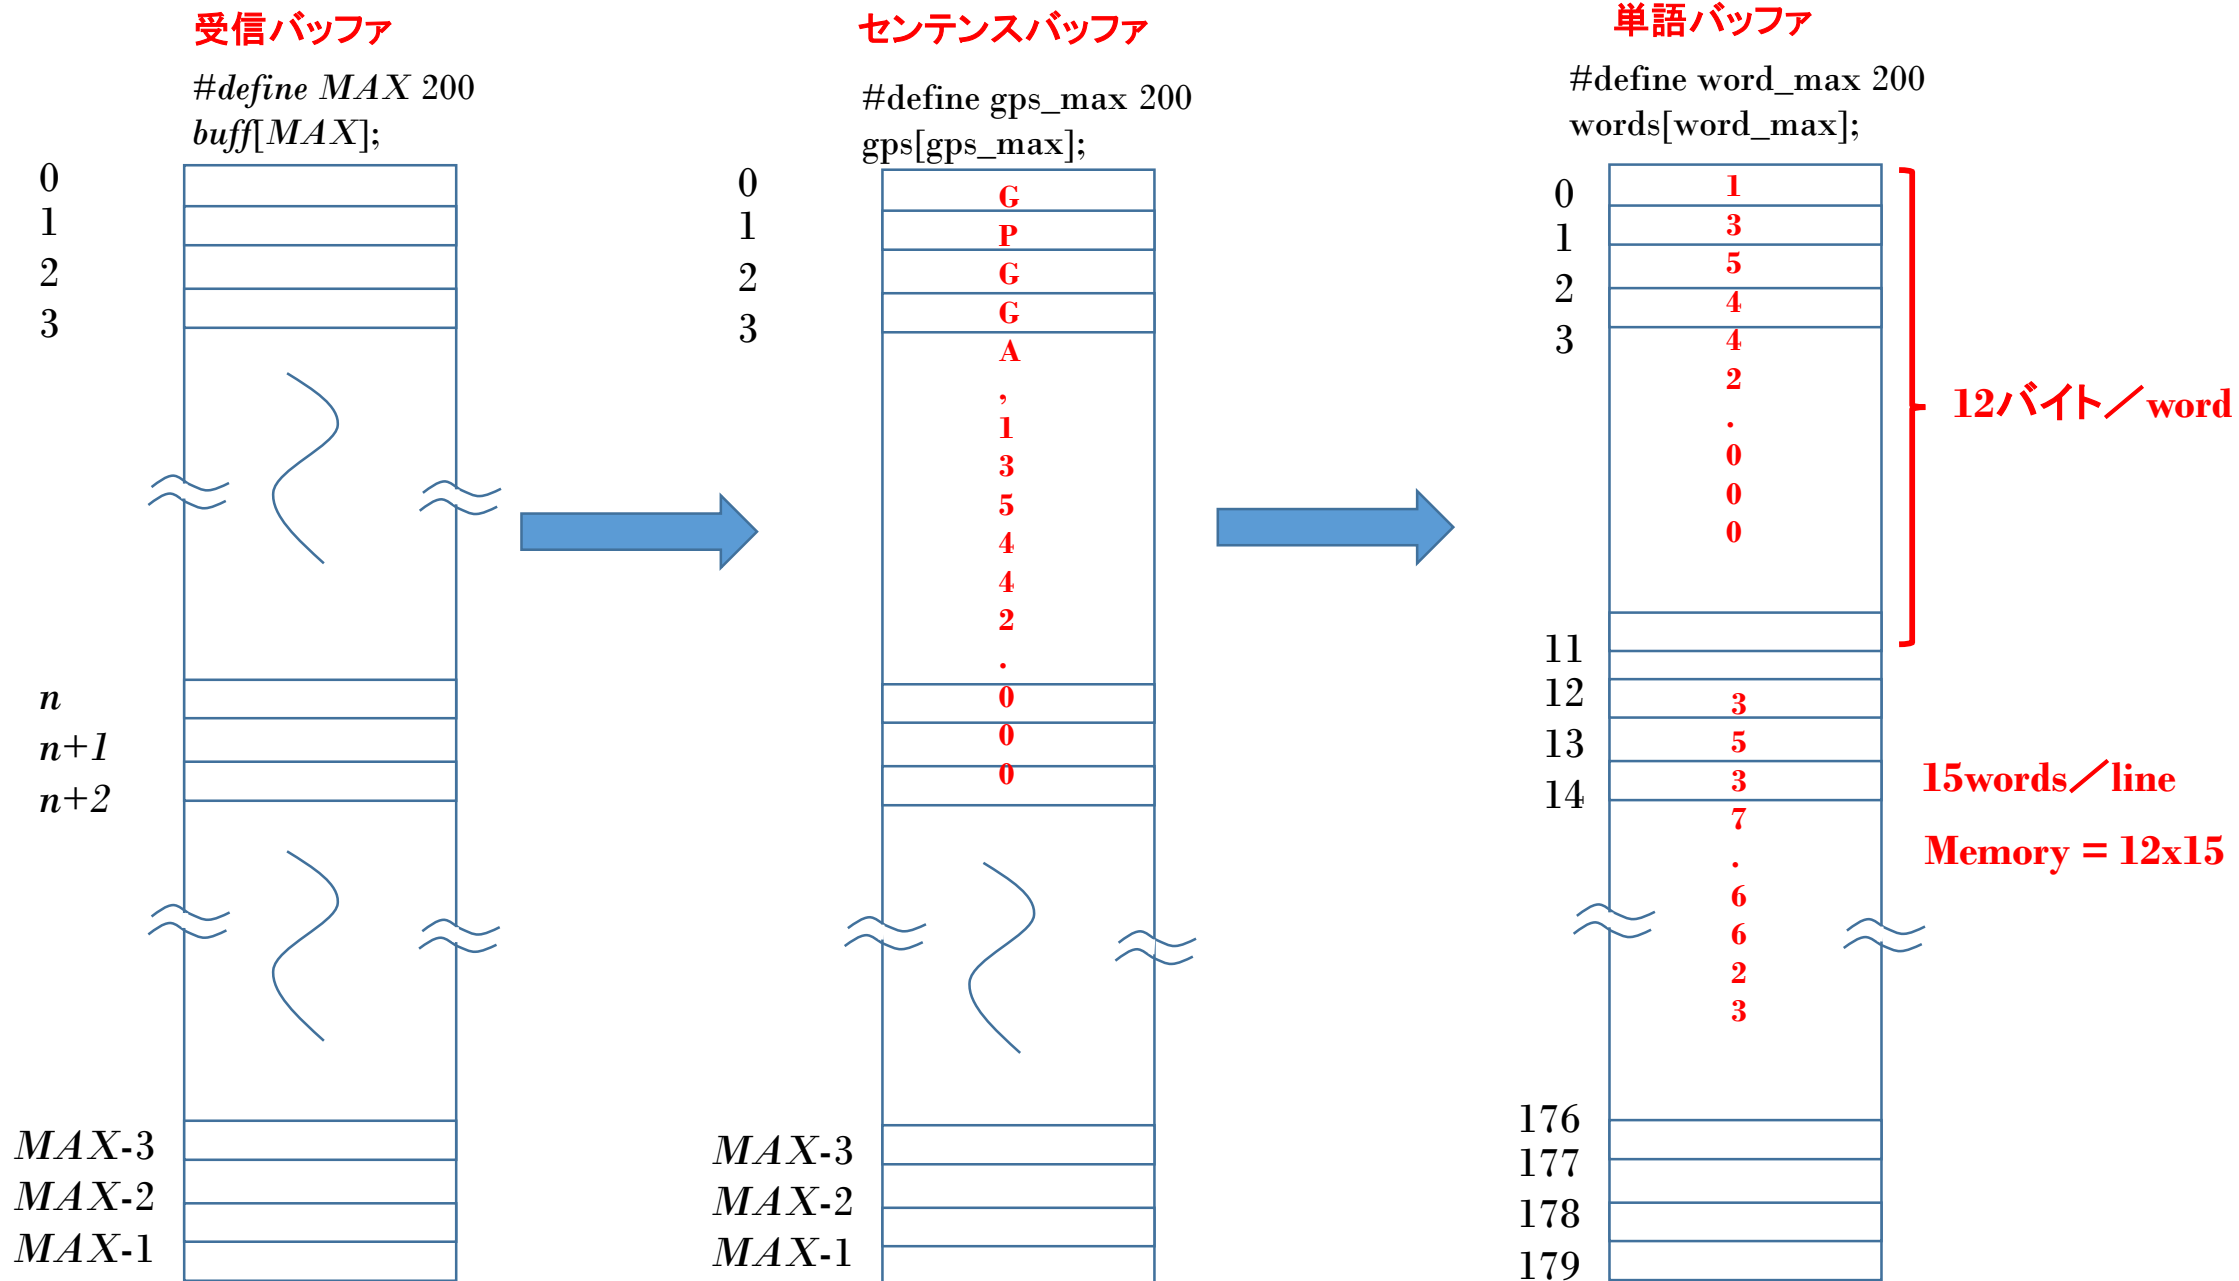 受信バッファ
#define MAX 200
buff[MAX];
0
1
2
3
n
n+1
n+2
MAX-3
MAX-2
MAX-1
センテンスバッファ
#define gps_max 200
gps[gps_max];
0
1
2
3
G
P
G
G
A
,
1
3
5
4
4
2
.
0
0
0
MAX-3
MAX-2
MAX-1
単語バッファ
#define word_max 200
words[word_max];
0
1
2
3
11
12
13
14
176
177
178
179
1
3
5
4
4
2
.
0
0
0
3
5
3
7
.
6
6
2
3
12バイト／word
15words／line
Memory = 12x15